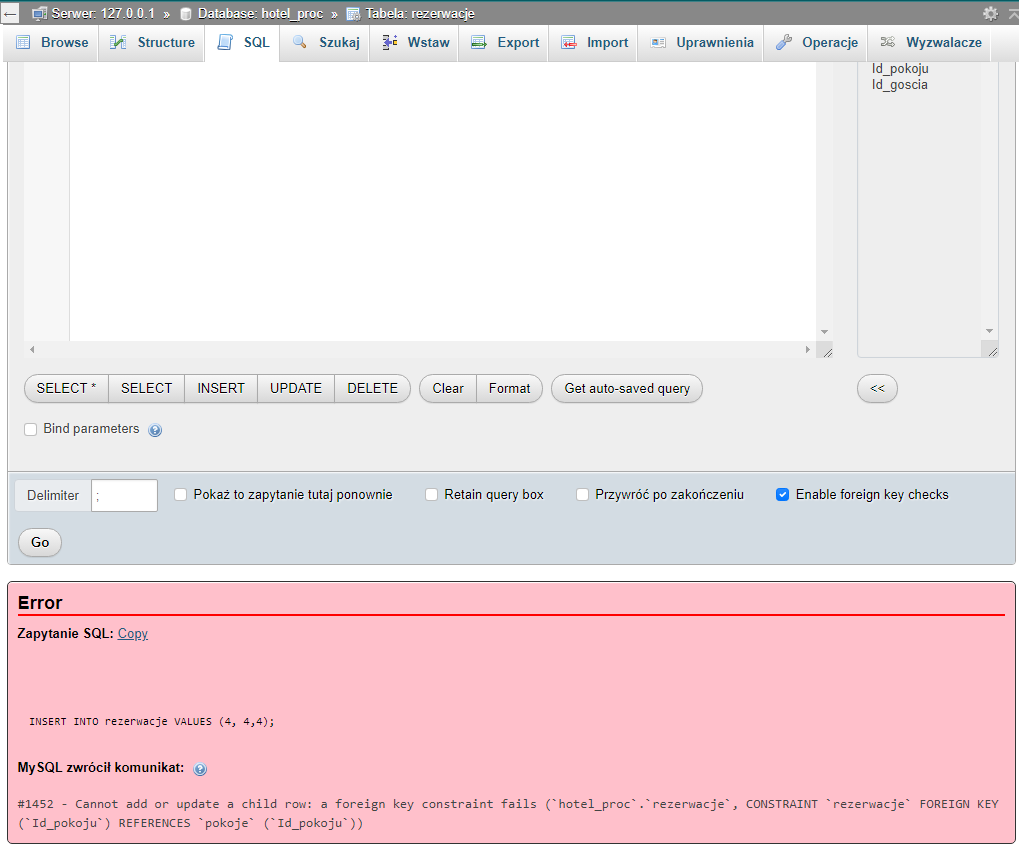 ← Serwer: 127.0.0.1 » Database: hotel_proc » Tabela: rezerwacje
Browse Structure SQL Szukaj Wstaw Export Import Uprawnienia Operacje Wyzwalacze
Id_pokoju
Id_goscia
SELECT * SELECT INSERT UPDATE DELETE Clear Format Get auto-saved query <<
Bind parameters
Delimiter ; Pokaż to zapytanie tutaj ponownie Retain query box Przywróć po zakończeniu Enable foreign key checks
Go
Error
Zapytanie SQL: Copy
INSERT INTO rezerwacje VALUES (4, 4,4);
MySQL zwrócił komunikat:
#1452 - Cannot add or update a child row: a foreign key constraint fails (`hotel_proc`.`rezerwacje`, CONSTRAINT `rezerwacje` FOREIGN KEY
(`Id_pokoju`) REFERENCES `pokoje` (`Id_pokoju`))